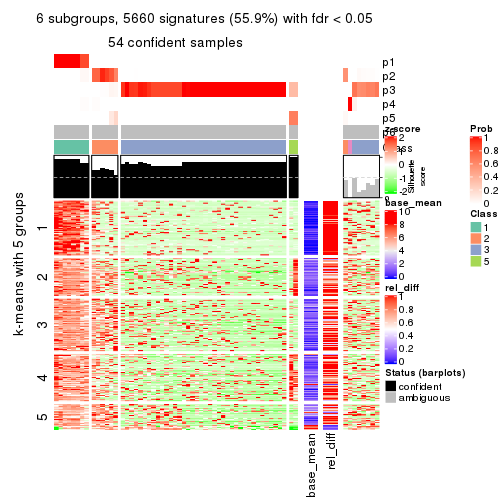 6 subgroups, 5660 signatures (55.9%) with fdr < 0.05
54 confident samples
p1
p2
p3
p4
p5
p6
Class
z-score
2
1
0
-1
-2
Silhouette
score
Prob
1
0.8
0.6
0.4
0.2
0
base_mean
10
8
6
4
2
0
Class
1
2
3
5
rel_diff
1
0.8
0.6
0.4
0.2
0
Status (barplots)
confident
ambiguous
k-means with 5 groups
1
2
3
4
5
base_mean
rel_diff